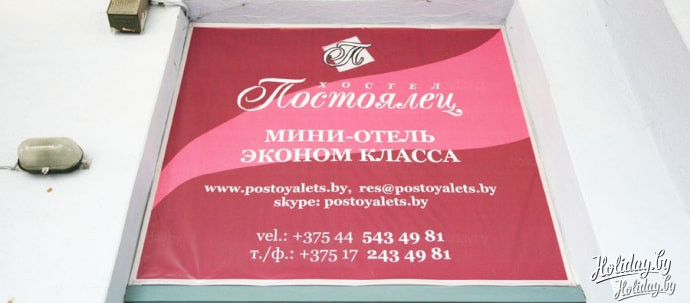 П
ХОСТЕЛ
Постоялец
МИНИ-ОТЕЛЬ
ЭКОНОМ КЛАССА
www.postoyalets.by, res@postoyalets.by
skype: postoyalets.by
vel.: +375 44 543 49 81
т./ф.: +375 17 243 49 81
Holiday.by
Holiday.by